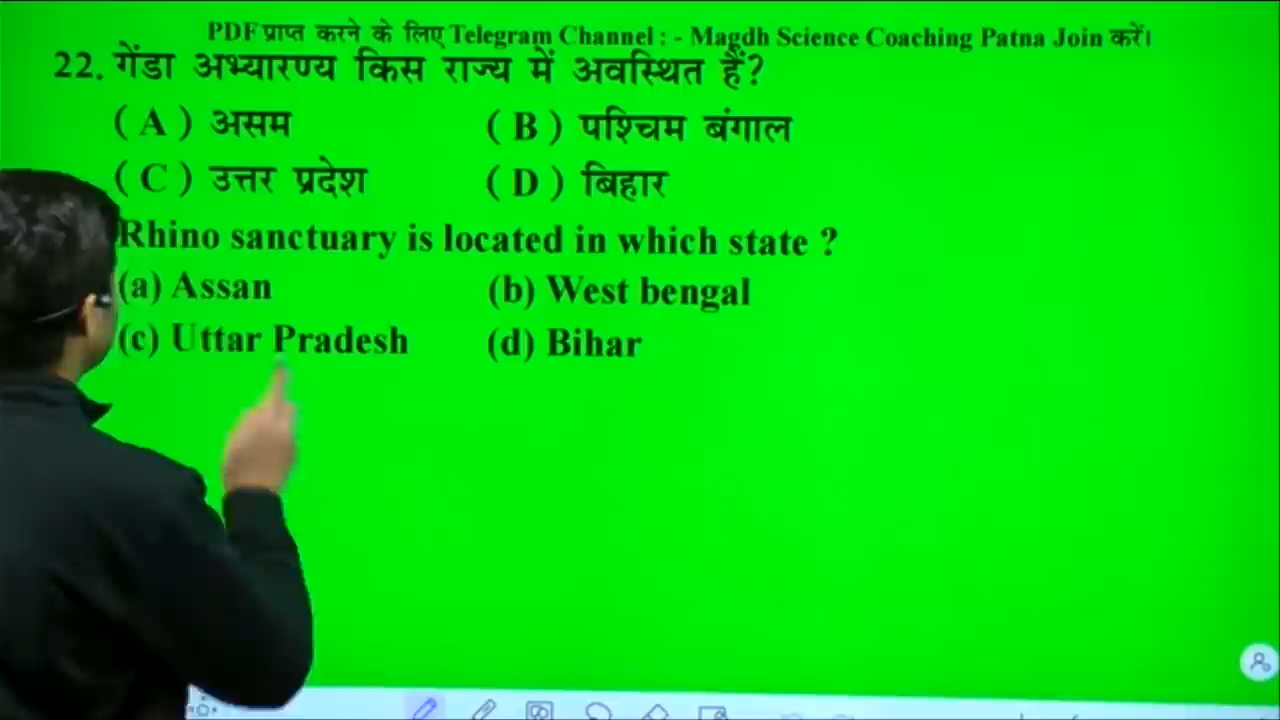 PDF प्राप्त करने के लिए Telegram Channel : - Magdh Science Coaching Patna Join करें।
22. गेंडा अभ्यारण्य किस राज्य में अवस्थित हैं?
( A ) असम ( B ) पश्चिम बंगाल
( C ) उत्तर प्रदेश ( D ) बिहार
Rhino sanctuary is located in which state ?
(a) Assan (b) West bengal
(c) Uttar Pradesh (d) Bihar